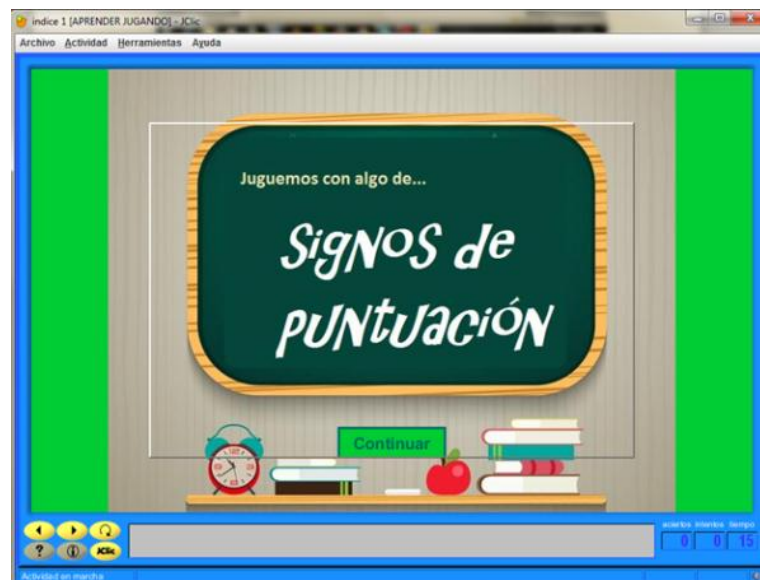 indice 1 [APRENDER JUGANDO] - JClic
Archivo Actividad Herramientas Ayuda
Juguemos con algo de...
SigNOS de
PUNtUaCIÓN
Continuar
aciertos intentos tiempo
0 0 15
? JClic
Actividad en marcha